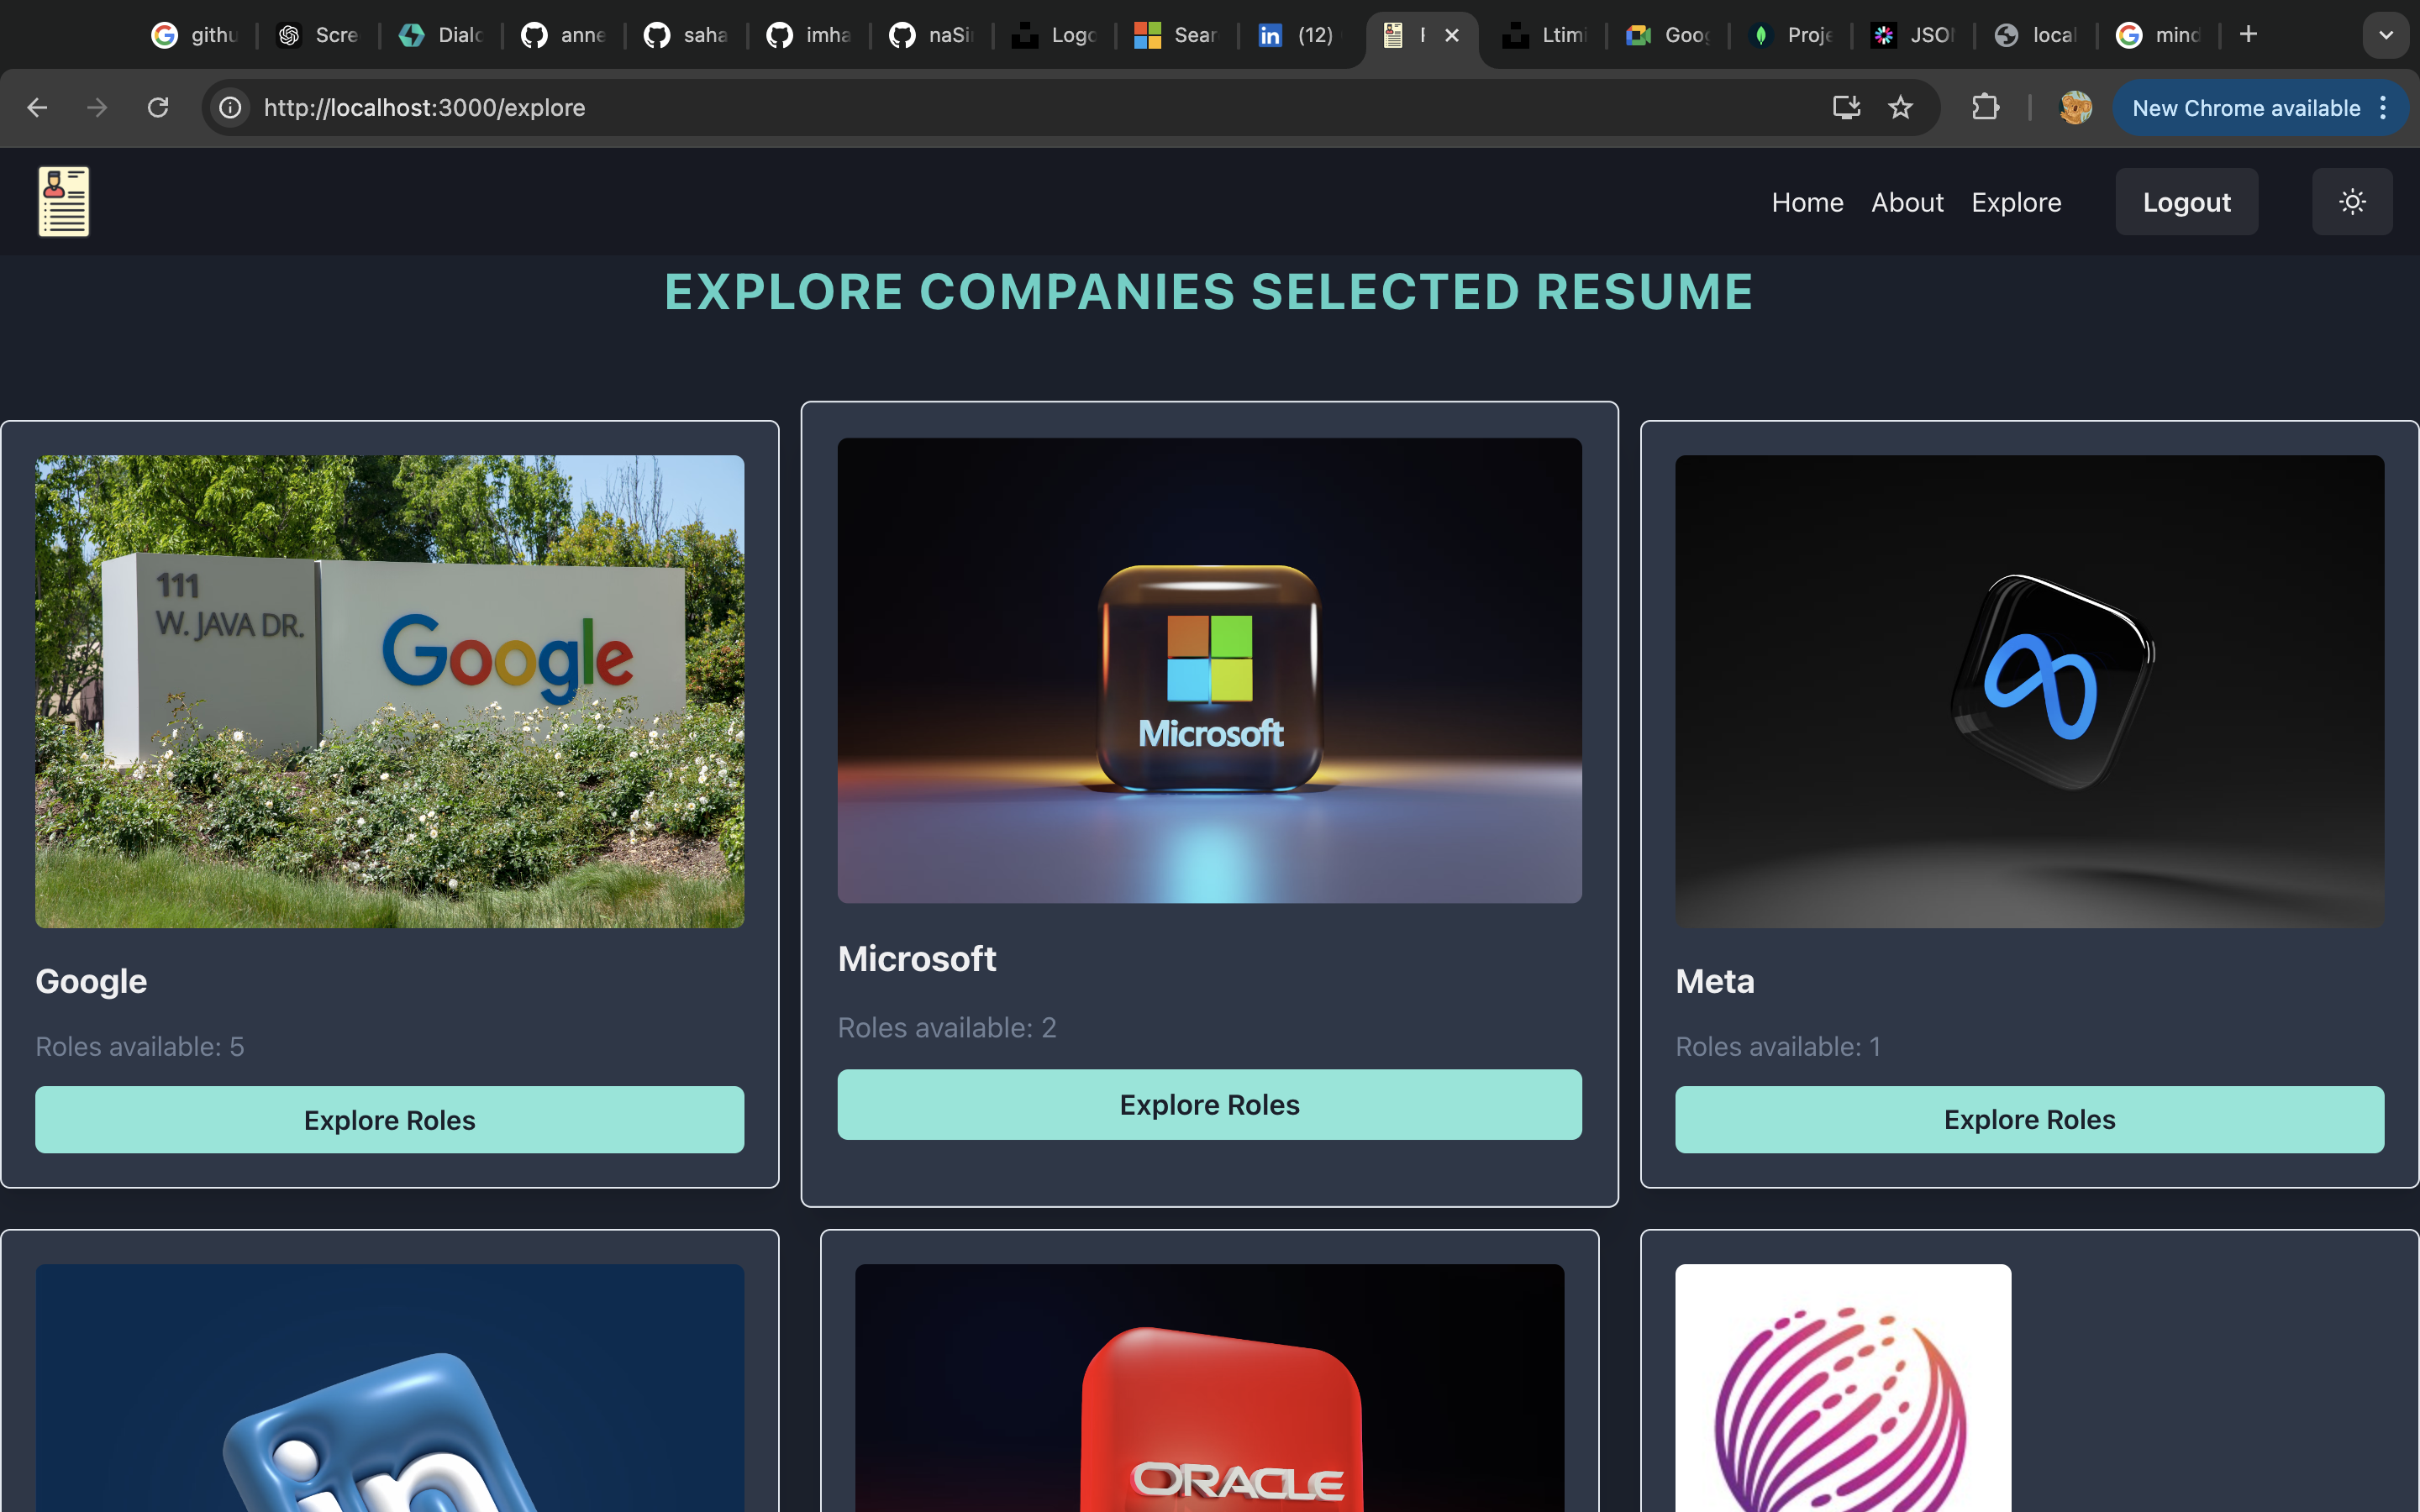 githu
Scre
Dialo
anne
saha
imha
naSi
Logo
Sear
(12)
Ltimi
Goog
Proje
JSO
local
mind
http://localhost:3000/explore
New Chrome available
Home About Explore Logout
EXPLORE COMPANIES SELECTED RESUME
111
W. JAVA DR.
Google
Microsoft
Google
Roles available: 5
Explore Roles
Microsoft
Roles available: 2
Explore Roles
Meta
Roles available: 1
Explore Roles
in
ORACLE